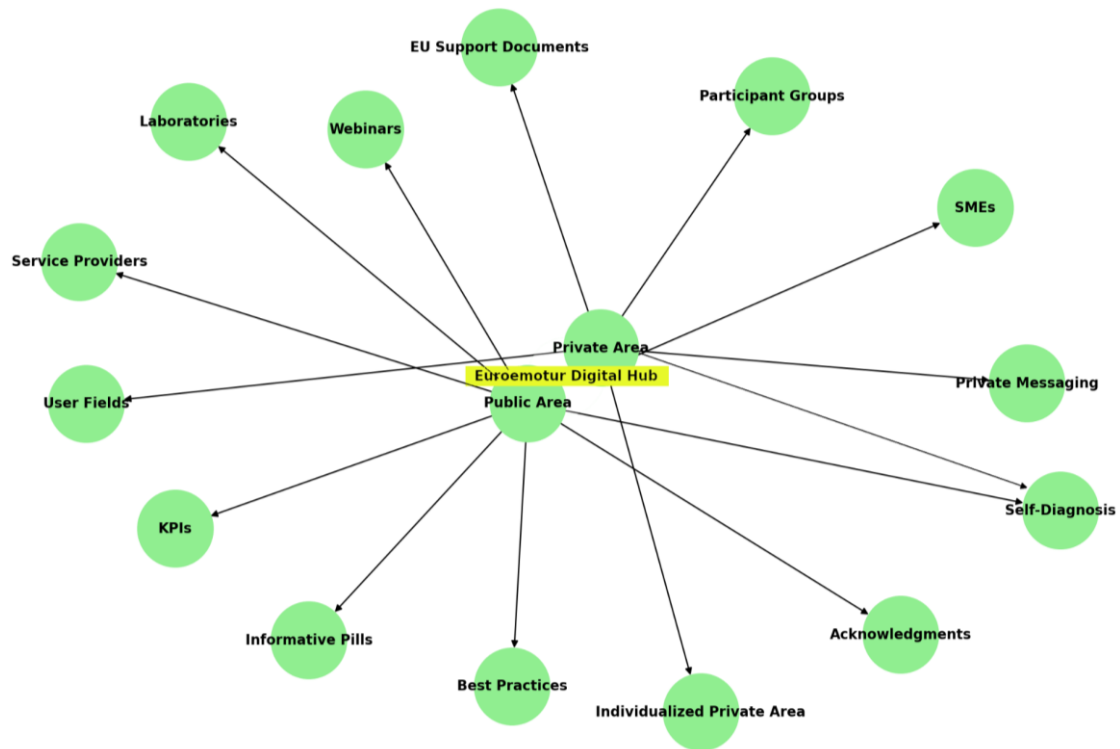 EU Support Documents
Participant Groups
Laboratories
Webinars
SMEs
Service Providers
Private Area
Euroemotur Digital Hub
Private Messaging
User Fields
Public Area
Self-Diagnosis
KPIs
Acknowledgments
Informative Pills
Best Practices
Individualized Private Area